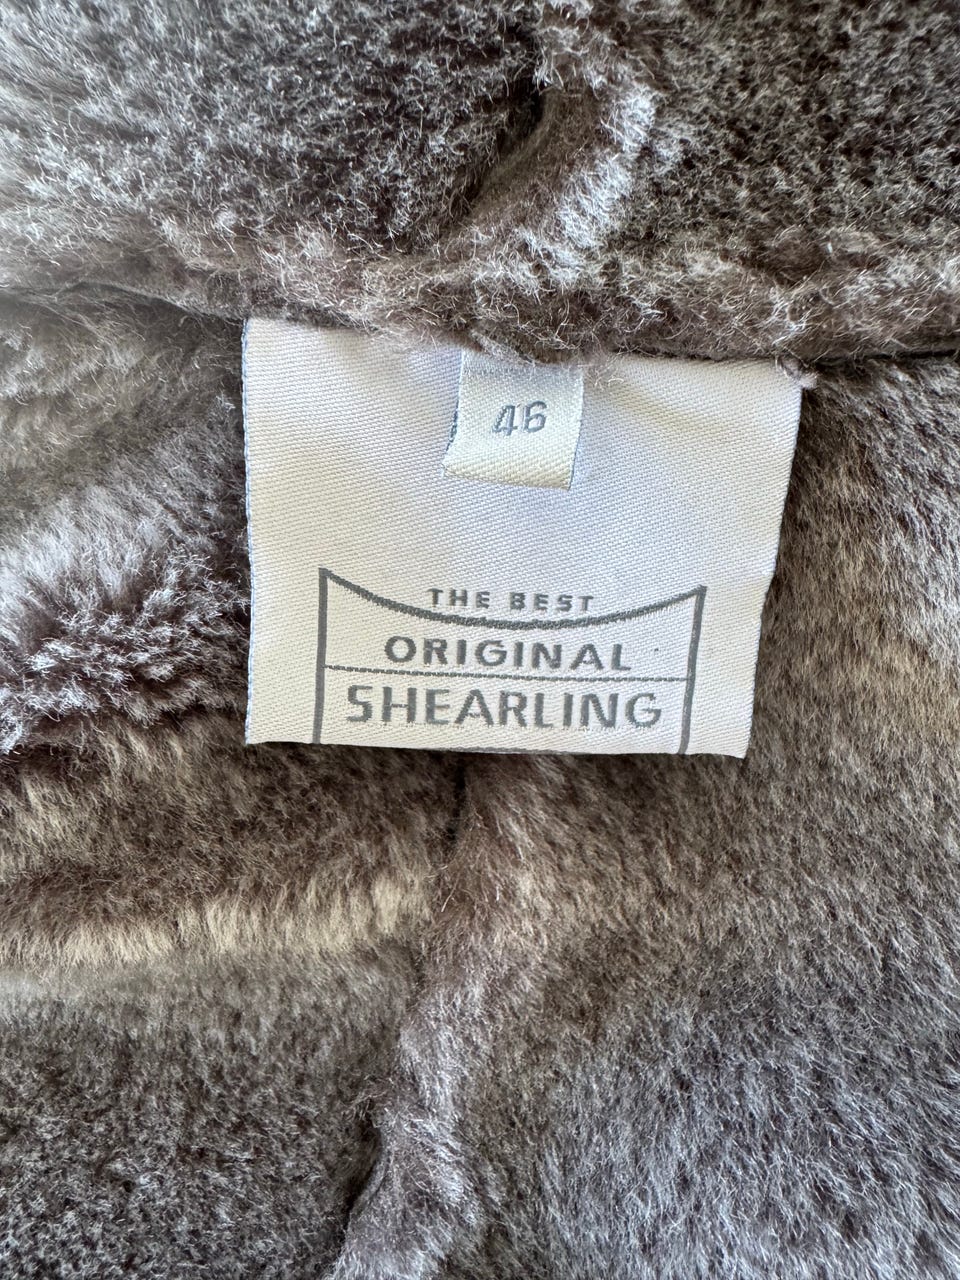 46
THE BEST
ORIGINAL
SHEARLING